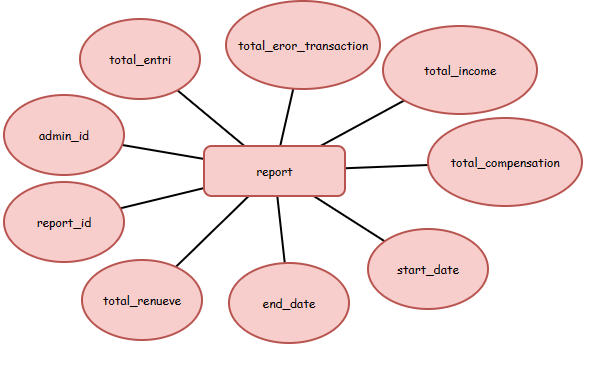 total_eror_transaction
total_entri
total_income
admin_id
total_compensation
report
report_id
start_date
total_renueve
end_date